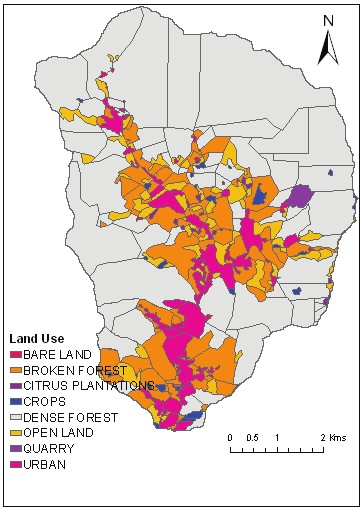 N
Land Use
BARE LAND
BROKEN FOREST
CITRUS PLANTATIONS
CROPS
DENSE FOREST
OPEN LAND
QUARRY
URBAN
0 0.5 1 2 Kms